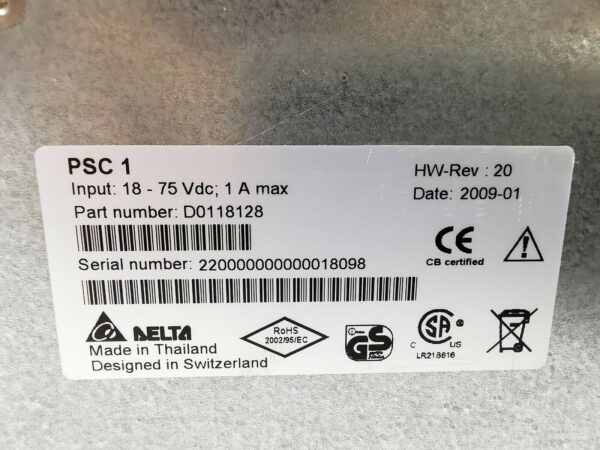 PSC 1
Input: 18 - 75 Vdc; 1 A max
Part number: D0118128
Serial number: 220000000000018098
HW-Rev : 20
Date: 2009-01
CE
CB certified
DELTA
Made in Thailand
Designed in Switzerland
RoHS
2002/95/EC
GS
SA
C US
LR218616